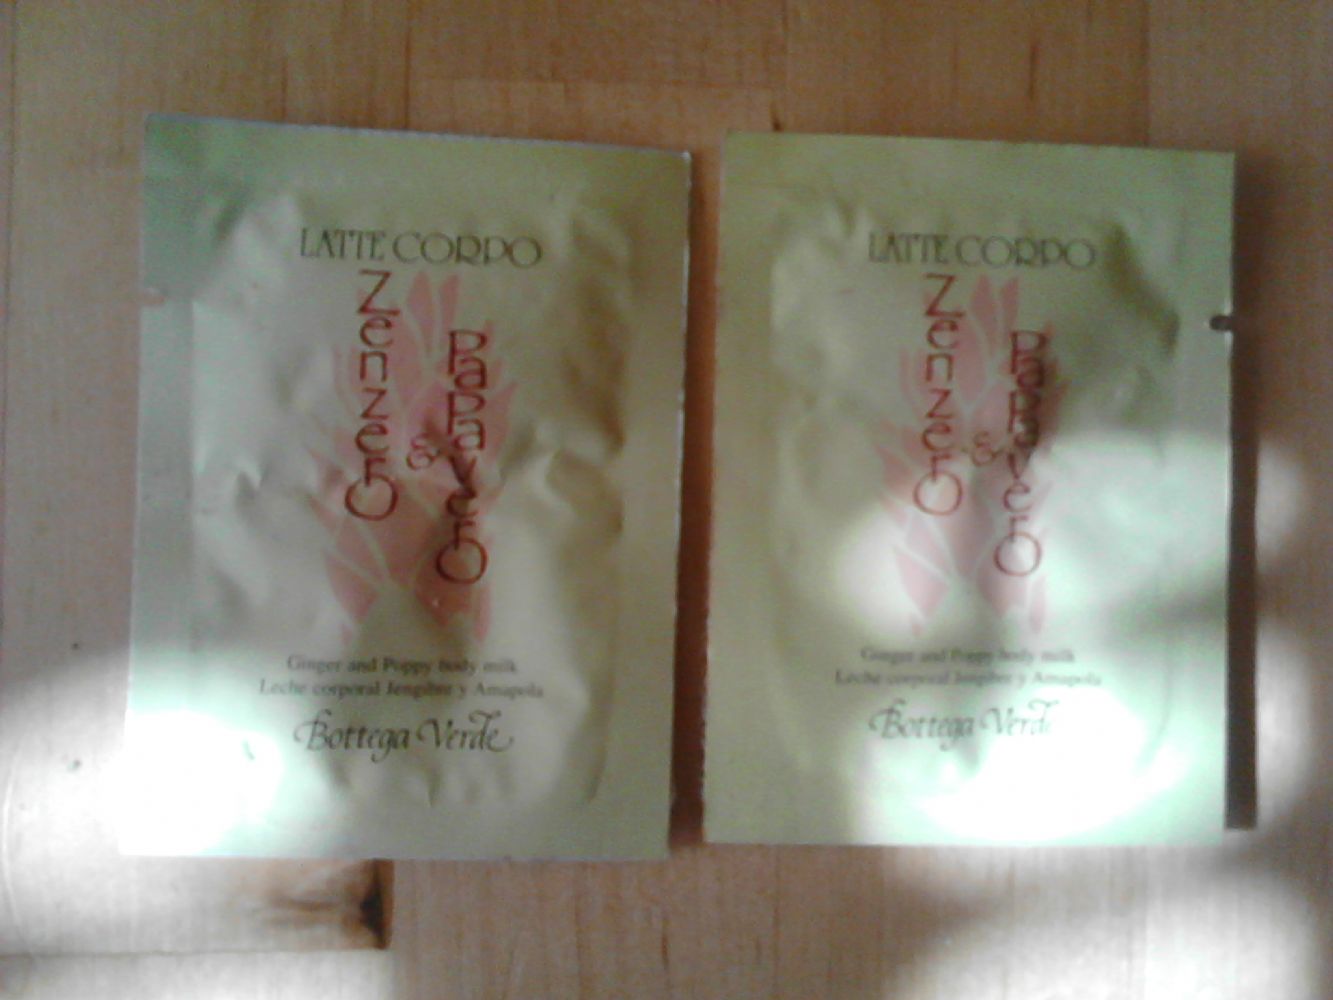 LATTE CORPO
Zenzero
&
Papavero
Ginger and Poppy body milk
Leche corporal Jengibre y Amapola
Bottega Verde
LATTE CORPO
Zenzero
&
Papavero
Ginger and Poppy body milk
Leche corporal Jengibre y Amapola
Bottega Verde